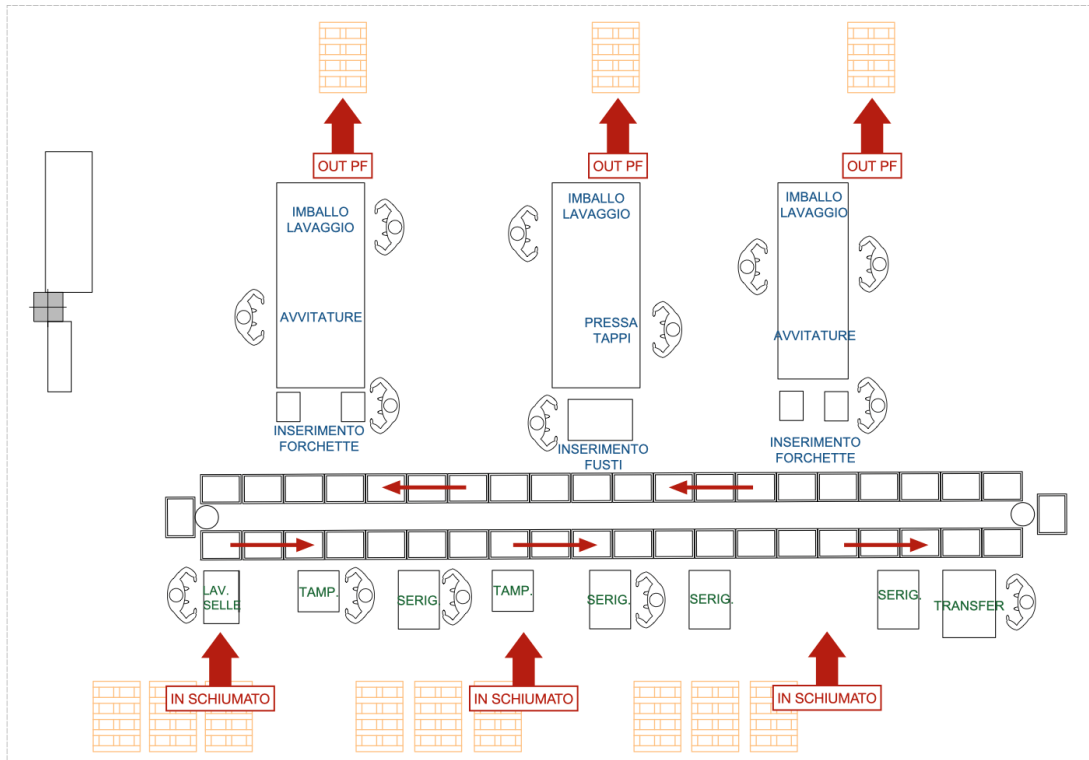 OUT PF
OUT PF
OUT PF
IMBALLO
LAVAGGIO
IMBALLO
LAVAGGIO
IMBALLO
LAVAGGIO
AVVITATURE
PRESSA
TAPPI
AVVITATURE
INSERIMENTO
FORCHETTE
INSERIMENTO
FUSTI
INSERIMENTO
FORCHETTE
LAV.
SELLE
TAMP.
SERIG.
TAMP.
SERIG.
SERIG.
SERIG.
TRANSFER
IN SCHIUMATO
IN SCHIUMATO
IN SCHIUMATO